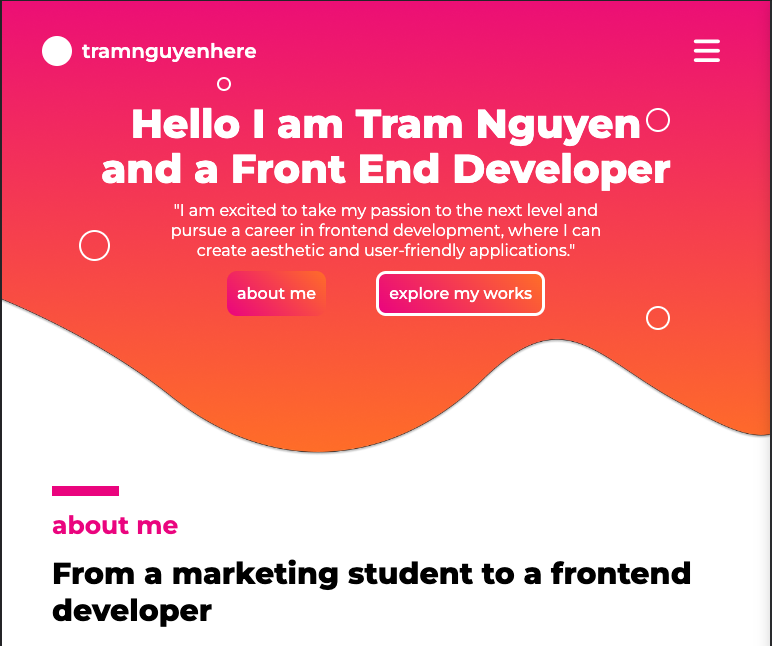 tramnguyenhere
Hello I am Tram Nguyen
and a Front End Developer
"I am excited to take my passion to the next level and
pursue a career in frontend development, where I can
create aesthetic and user-friendly applications."
about me
explore my works
about me
From a marketing student to a frontend
developer